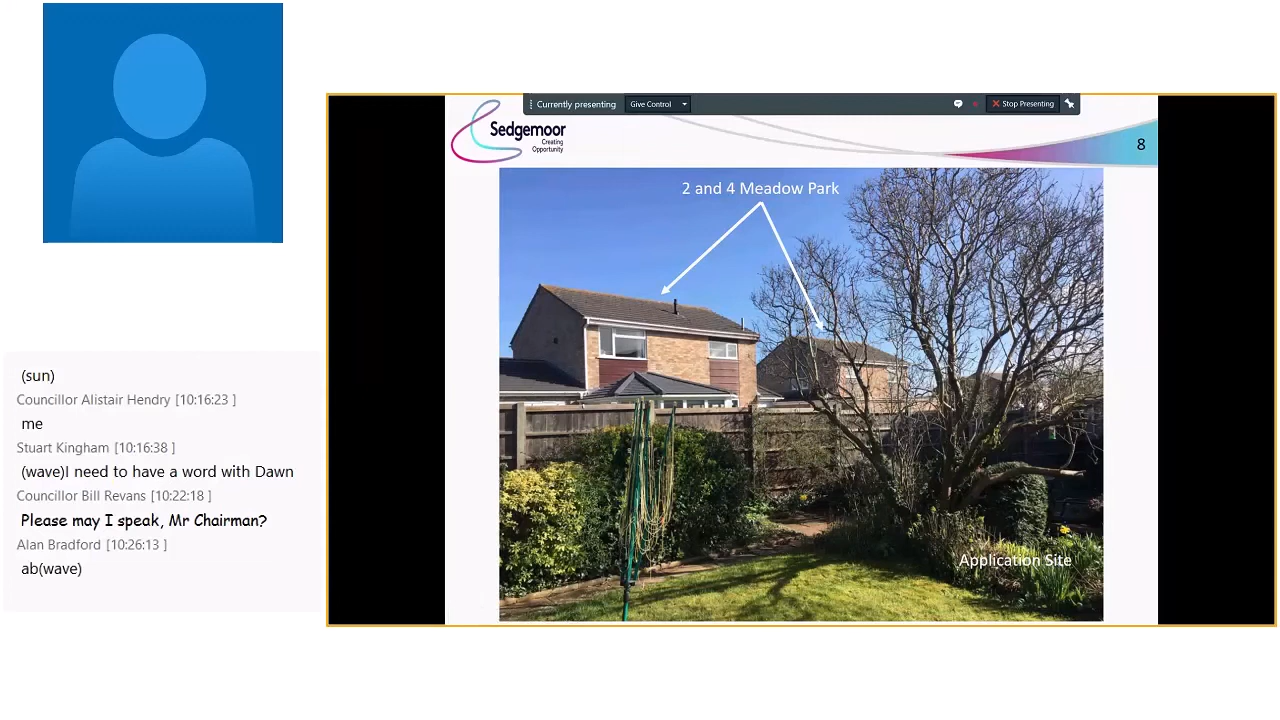 (sun)
Councillor Alistair Hendry [10:16:23 ]
me
Stuart Kingham [10:16:38 ]
(wave)I need to have a word with Dawn
Councillor Bill Revans [10:22:18 ]
Please may I speak, Mr Chairman?
Alan Bradford [10:26:13 ]
ab(wave)
Currently presenting
Give Control
Stop Presenting
Sedgemoor
Creating
Opportunity
8
2 and 4 Meadow Park
Application Site